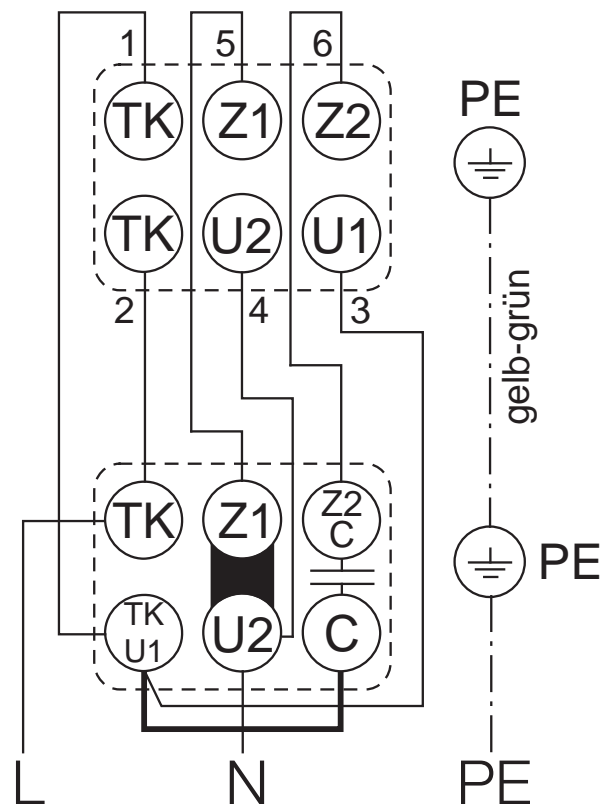 1 5 6
TK Z1 Z2
PE
TK U2 U1
2 4 3
gelb-grün
TK Z1 Z2
C
PE
TK
U1 U2 C
L N PE